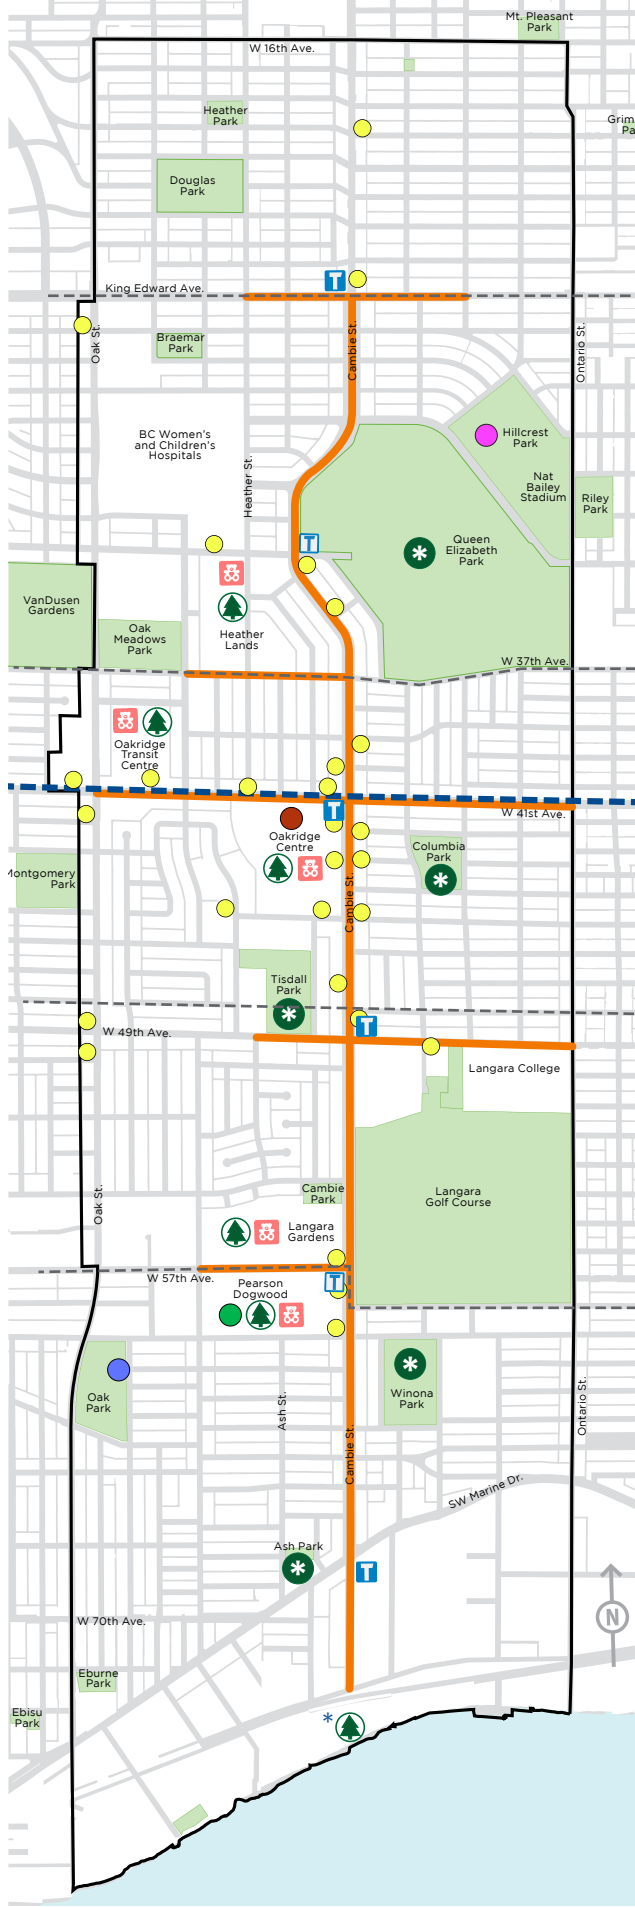 Mt. Pleasant
Park
W 16th Ave.
Heather
Park
Grim
Pa
Douglas
Park
T
King Edward Ave.
Oak St.
Braemar
Park
Cambie St.
Ontario St.
BC Women's
and Children's
Hospitals
Hillcrest
Park
Heather St.
Nat
Bailey
Stadium
Riley
Park
T
*
Queen
Elizabeth
Park
VanDusen
Gardens
Oak
Meadows
Park
Heather
Lands
W 37th Ave.
Oakridge
Transit
Centre
T
W 41st Ave.
Oakridge
Centre
Columbia
Park
*
Montgomery
Park
Cambie St.
Tisdall
Park
*
T
W 49th Ave.
Langara College
Oak St.
Cambie
Park
Langara
Golf Course
Langara
Gardens
W 57th Ave.
Pearson
Dogwood
T
*
Oak
Park
Winona
Park
Ash St.
Ontario St.
Cambie St.
SW Marine Dr.
Ash Park
*
T
N
W 70th Ave.
Eburne
Park
Ebisu
Park
*